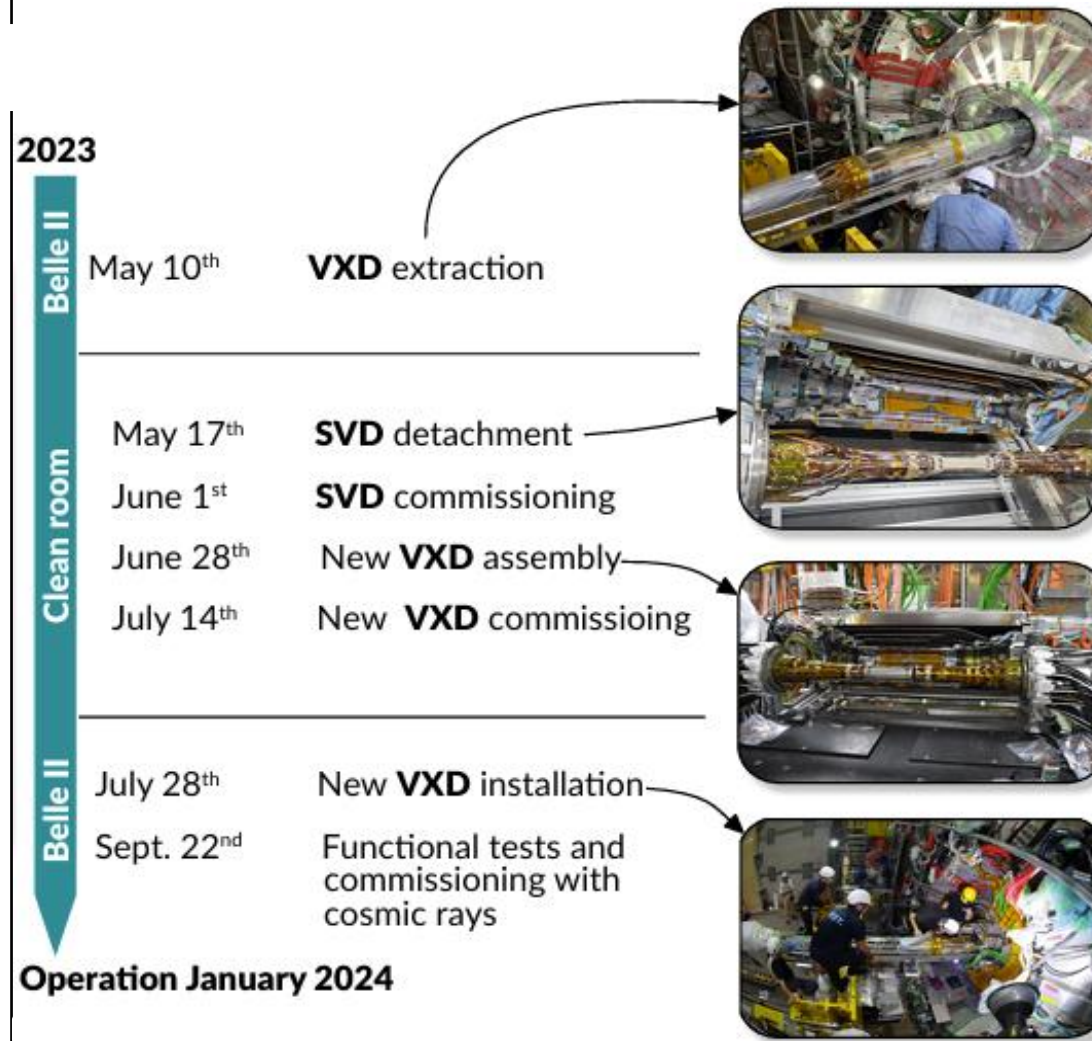 2023
Belle II
May 10th
VXD extraction
Clean room
May 17th
SVD detachment
June 1st
SVD commissioning
June 28th
New VXD assembly
July 14th
New VXD commissioing
Belle II
July 28th
New VXD installation
Sept. 22nd
Functional tests and
commissioning with
cosmic rays
Operation January 2024